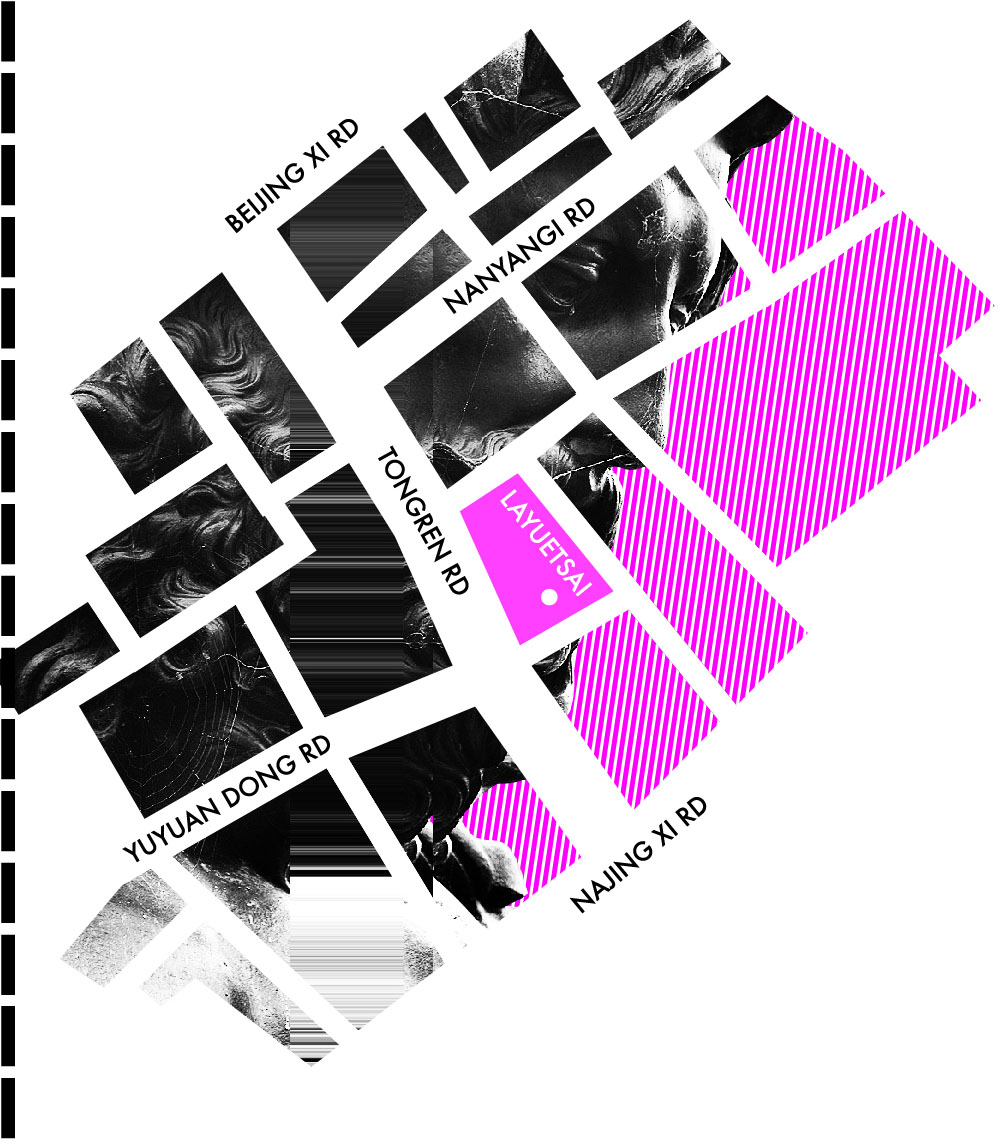 BEIJING XI RD
NANYANGI RD
TONGREN RD
LAYUETSAI
YUYUAN DONG RD
NAJING XI RD